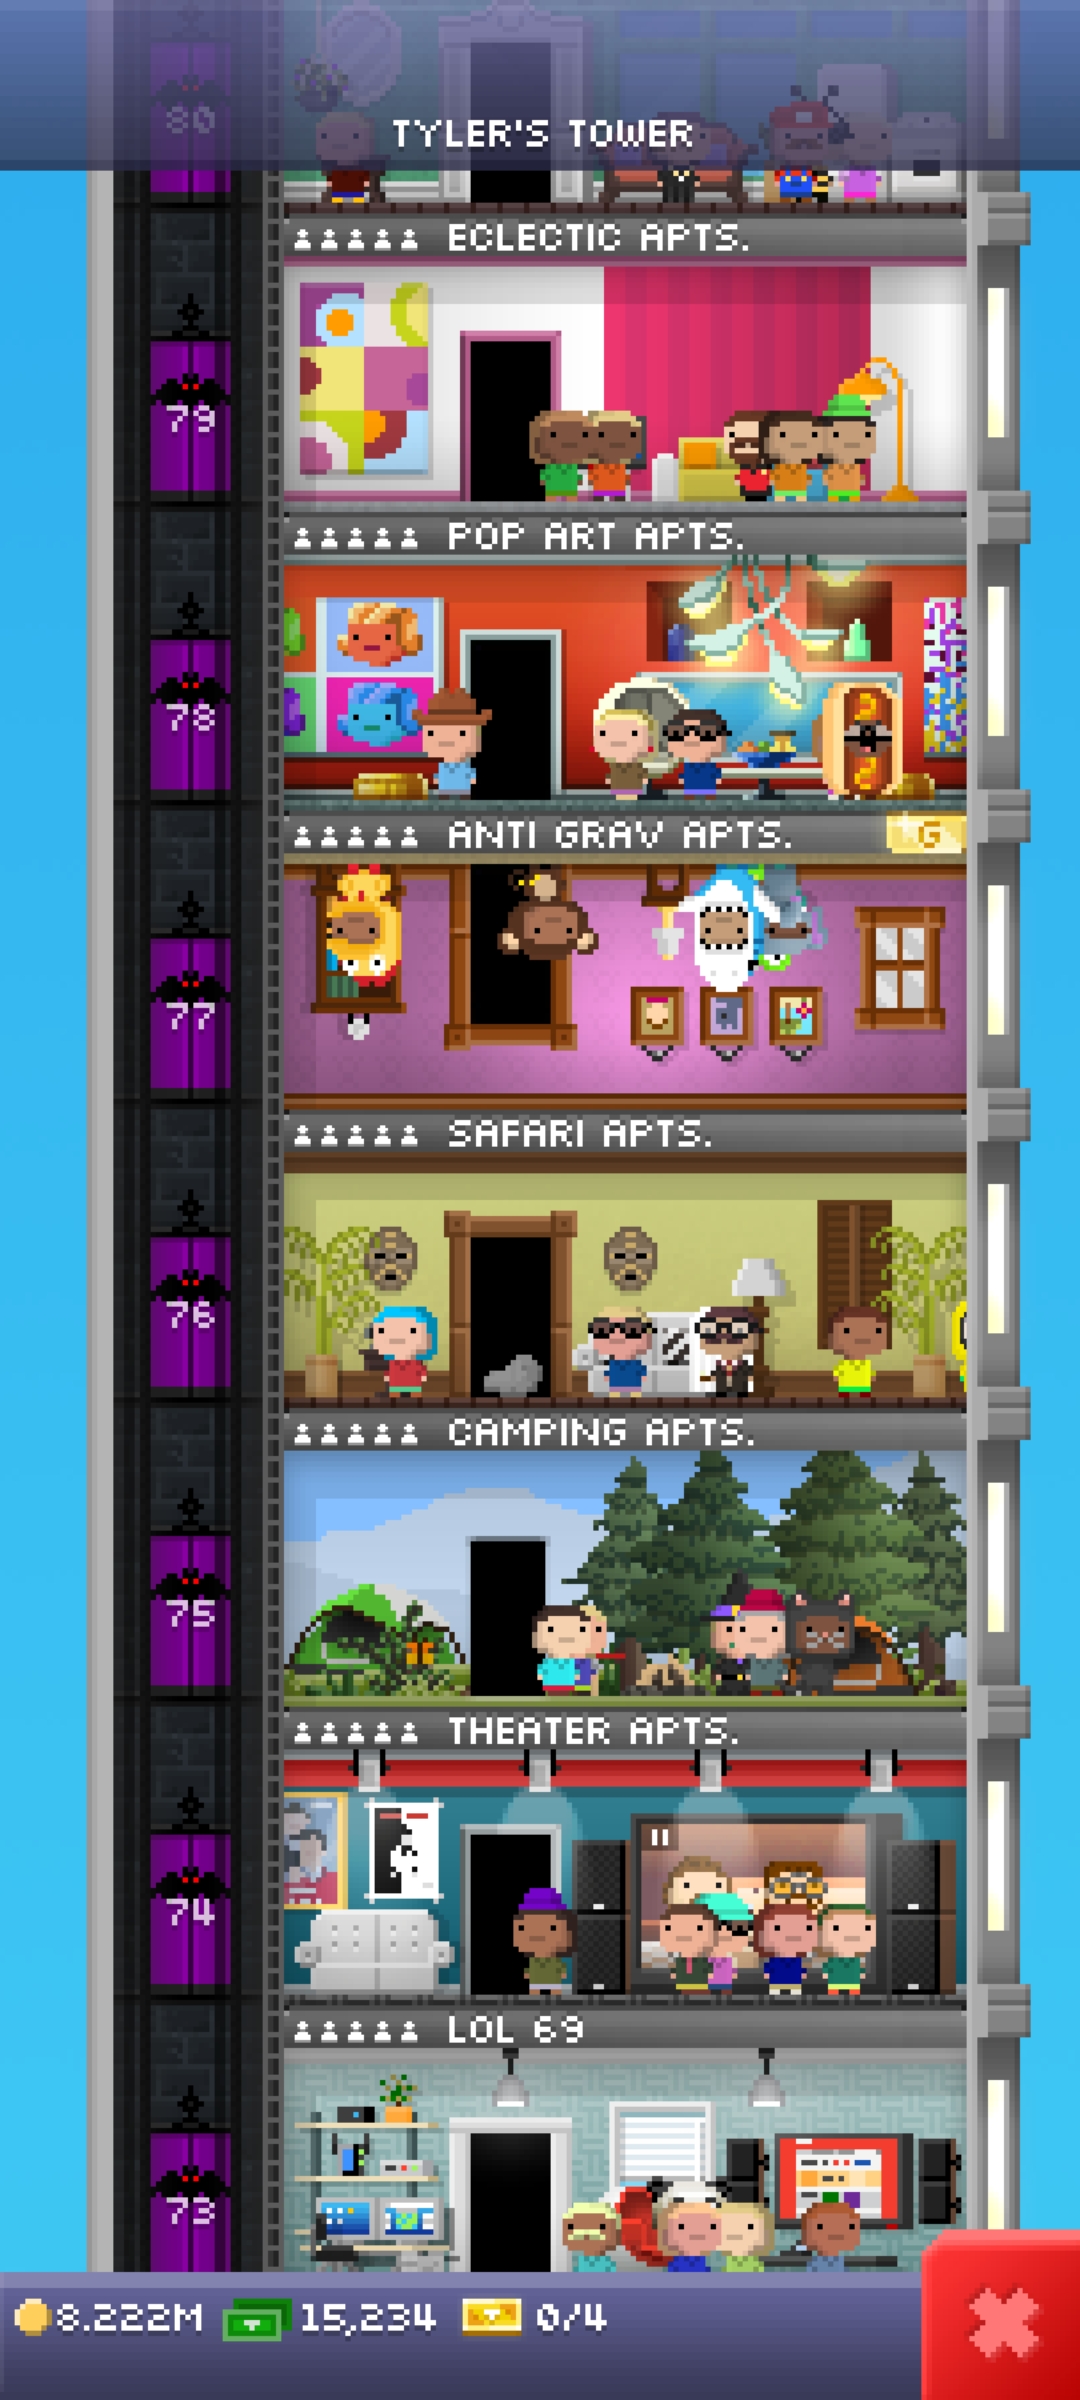 80
TYLER'S TOWER
ECLECTIC APTS.
79
POP ART APTS.
78
ANTI GRAV APTS. G
77
SAFARI APTS.
76
CAMPING APTS.
75
THEATER APTS.
74
LOL 69
73
8.222M 15,234 0/4